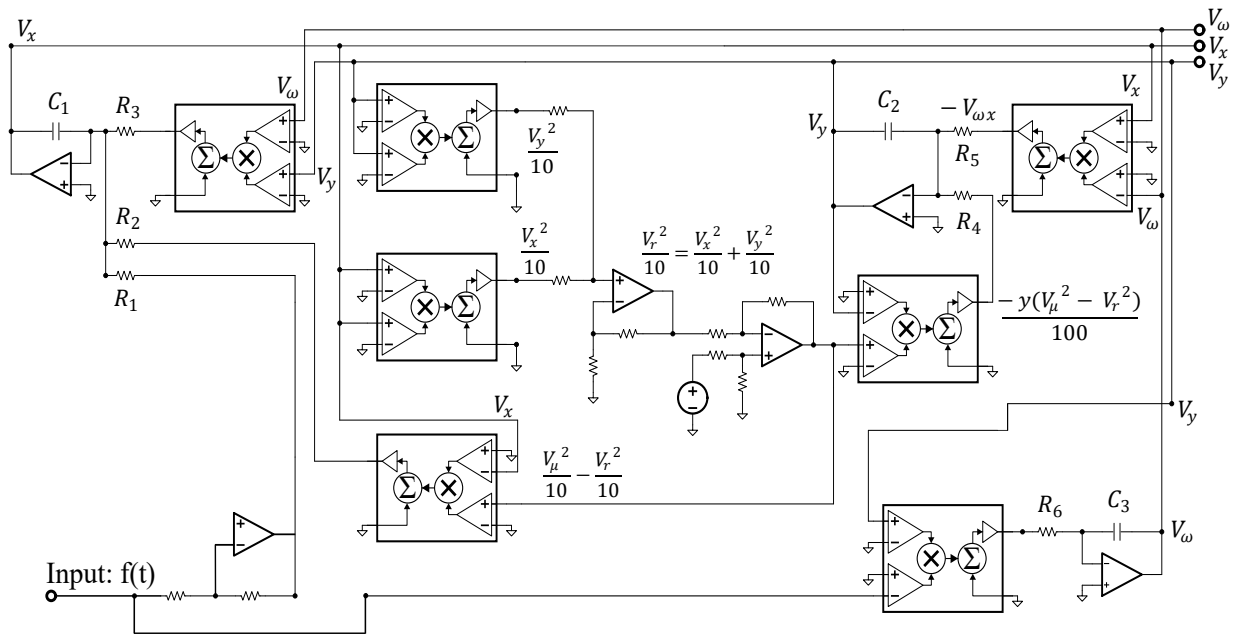 V_x
V_ω
V_x
V_y
C_1
R_3
V_ω
V_y
R_2
R_1
V_y^2
10
V_x^2
10
V_r^2/10 = V_x^2/10 + V_y^2/10
V_x
V_μ^2/10 − V_r^2/10
V_y
C_2
−V_{ωx}
R_5
R_4
V_x
V_ω
−y(V_μ^2 − V_r^2)
100
V_y
R_6
C_3
V_ω
Input: f(t)